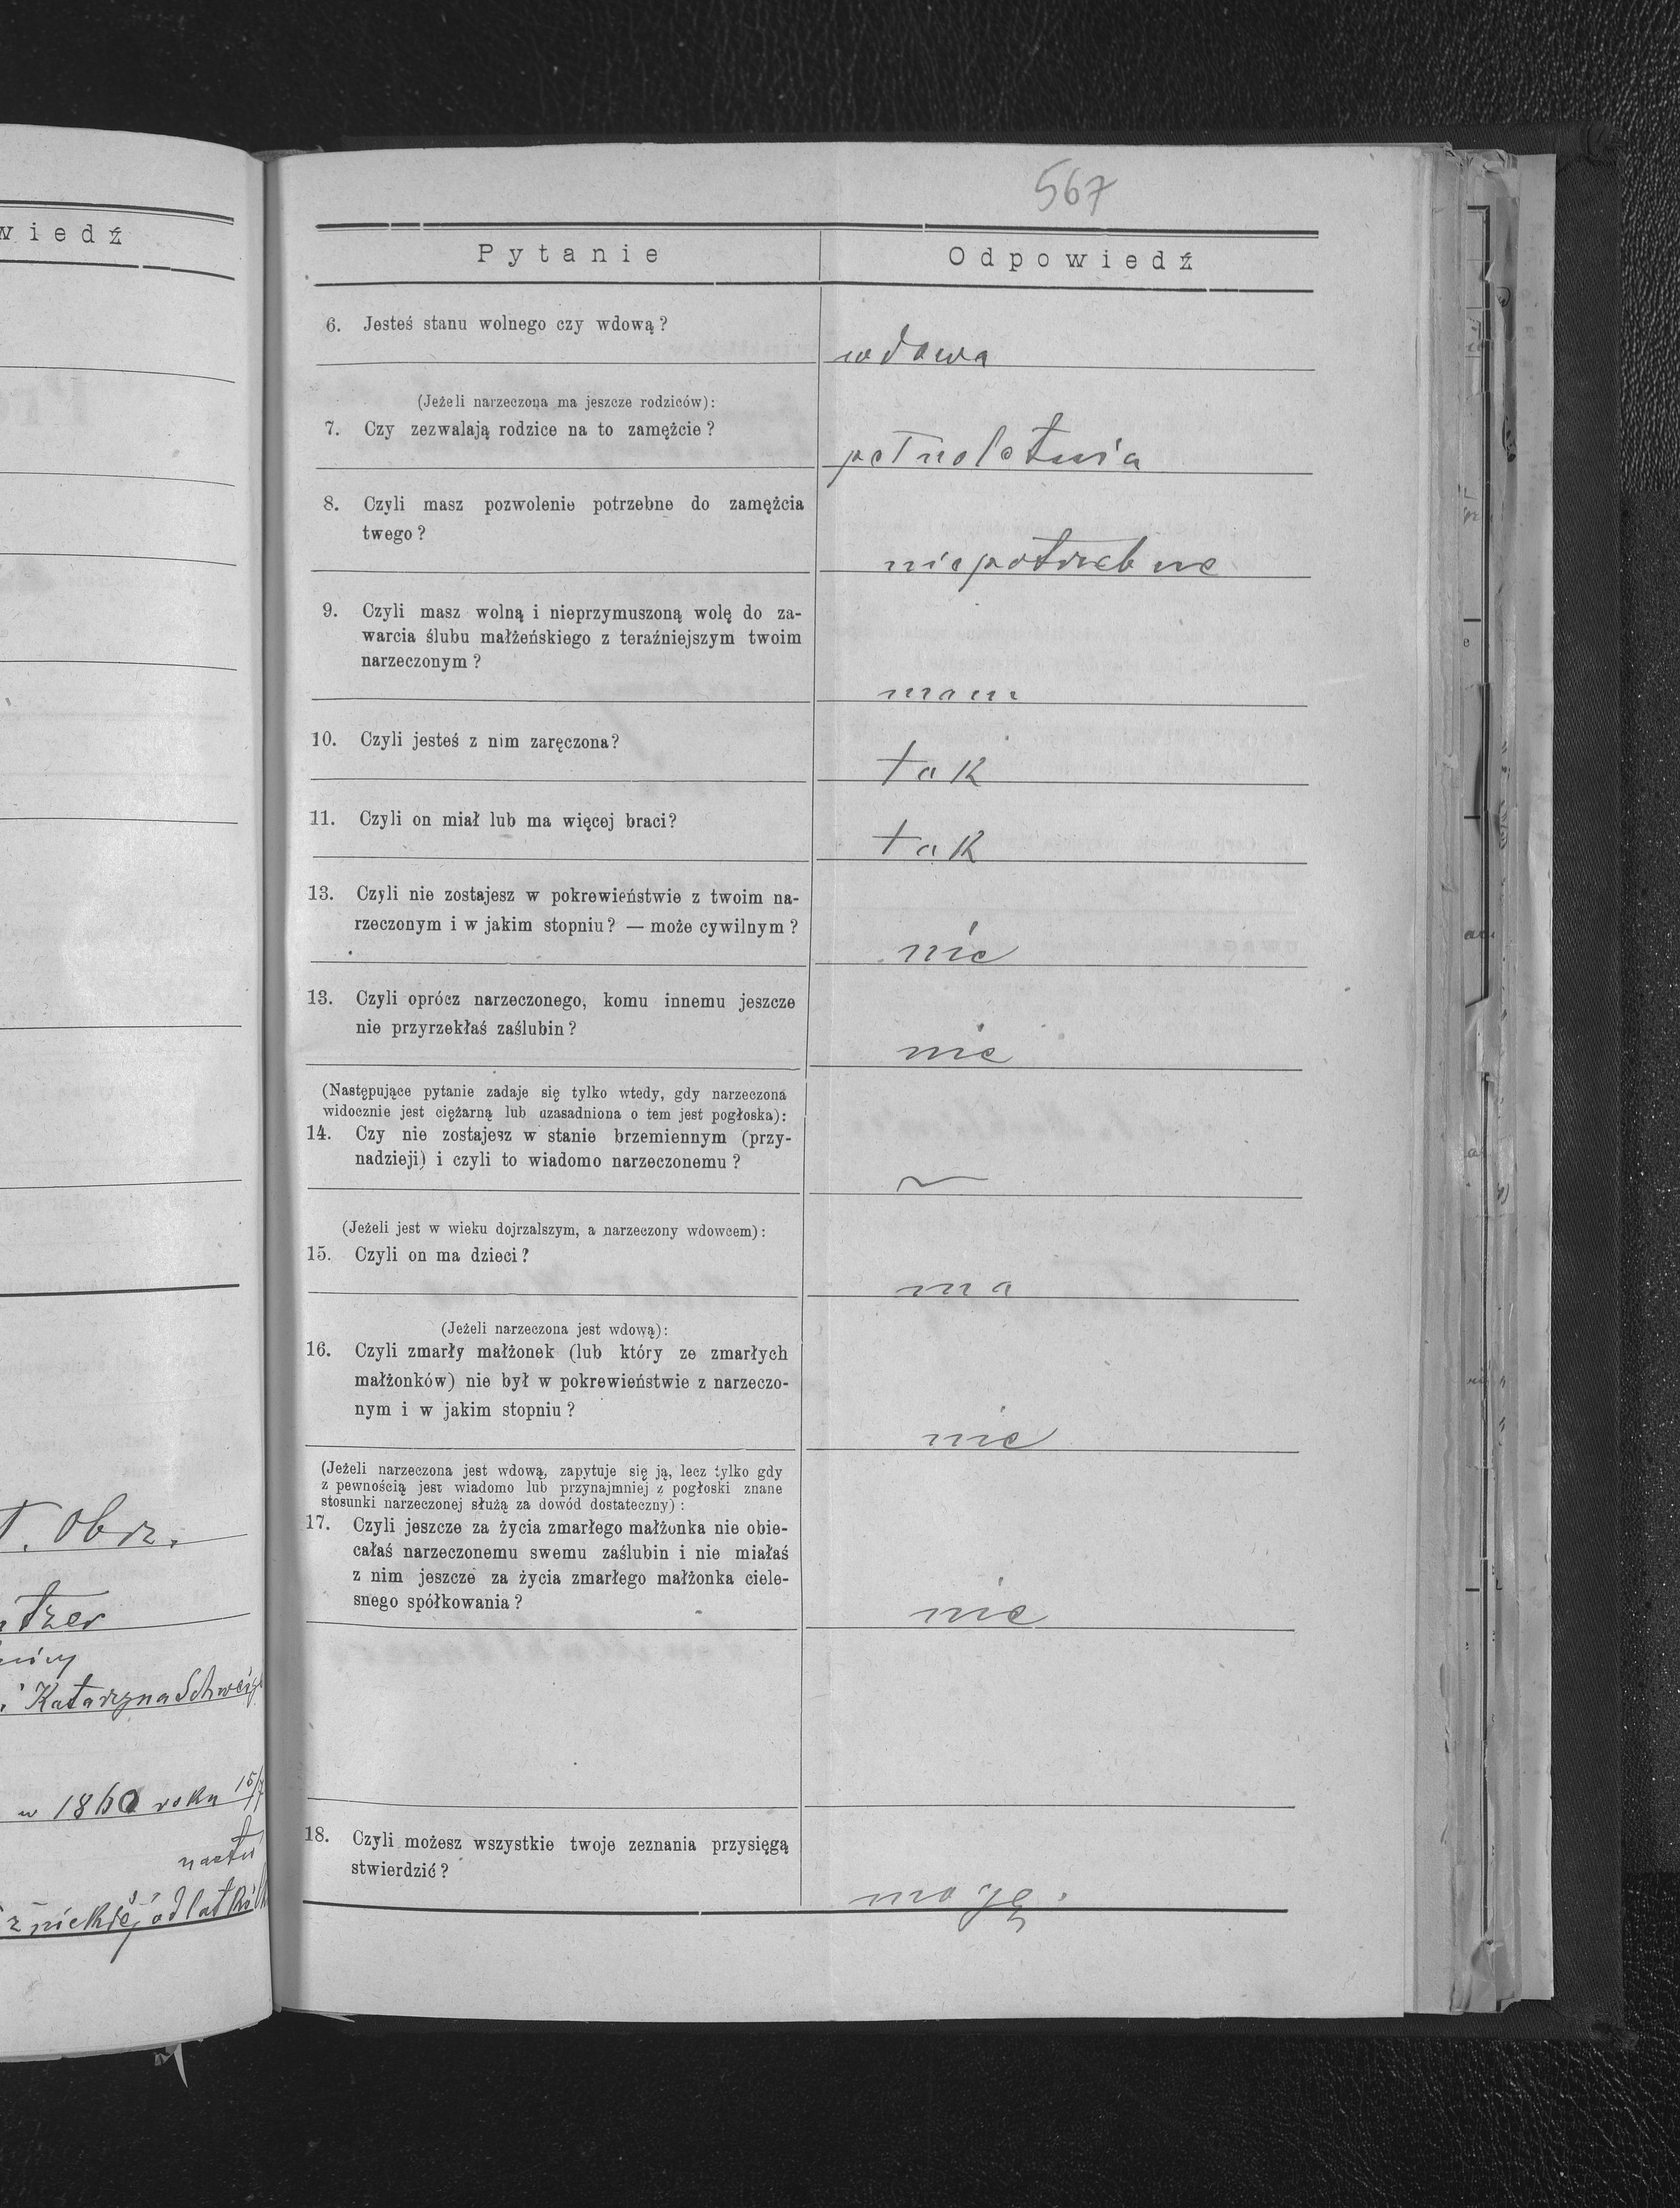 wiedź
T. Obr.
i Katarzyna Schweig
w 1860 roku 15/7
567
Pytanie
Odpowiedź
6. Jesteś stanu wolnego czy wdową?
wdowa
(Jeżeli narzeczona ma jeszcze rodziców):
7. Czy zezwalają rodzice na to zamężcie?
pełnoletnia
8. Czyli masz pozwolenie potrzebne do zamężcia
twego?
niepotrzebne
9. Czyli masz wolną i nieprzymuszoną wolę do za-
warcia ślubu małżeńskiego z teraźniejszym twoim
narzeczonym?
mam
10. Czyli jesteś z nim zaręczona?
tak
11. Czyli on miał lub ma więcej braci?
tak
13. Czyli nie zostajesz w pokrewieństwie z twoim na-
rzeczonym i w jakim stopniu? — może cywilnym?
nie
13. Czyli oprócz narzeczonego, komu innemu jeszcze
nie przyrzekłaś zaślubin?
nie
(Następujące pytanie zadaje się tylko wtedy, gdy narzeczona
widocznie jest ciężarną lub uzasadniona o tem jest pogłoska):
14. Czy nie zostajesz w stanie brzemiennym (przy-
nadzieji) i czyli to wiadomo narzeczonemu?
(Jeżeli jest w wieku dojrzalszym, a narzeczony wdowcem):
15. Czyli on ma dzieci?
ma
(Jeżeli narzeczona jest wdową):
16. Czyli zmarły małżonek (lub który ze zmarłych
małżonków) nie był w pokrewieństwie z narzeczo-
nym i w jakim stopniu?
nie
(Jeżeli narzeczona jest wdową, zapytuje się ją, lecz tylko gdy
z pewnością jest wiadomo lub przynajmniej z pogłoski znane
stosunki narzeczonej służą za dowód dostateczny):
17. Czyli jeszcze za życia zmarłego małżonka nie obie-
całaś narzeczonemu swemu zaślubin i nie miałaś
z nim jeszcze za życia zmarłego małżonka ciele-
snego spółkowania?
nie
18. Czyli możesz wszystkie twoje zeznania przysięgą
stwierdzić?
mogę.